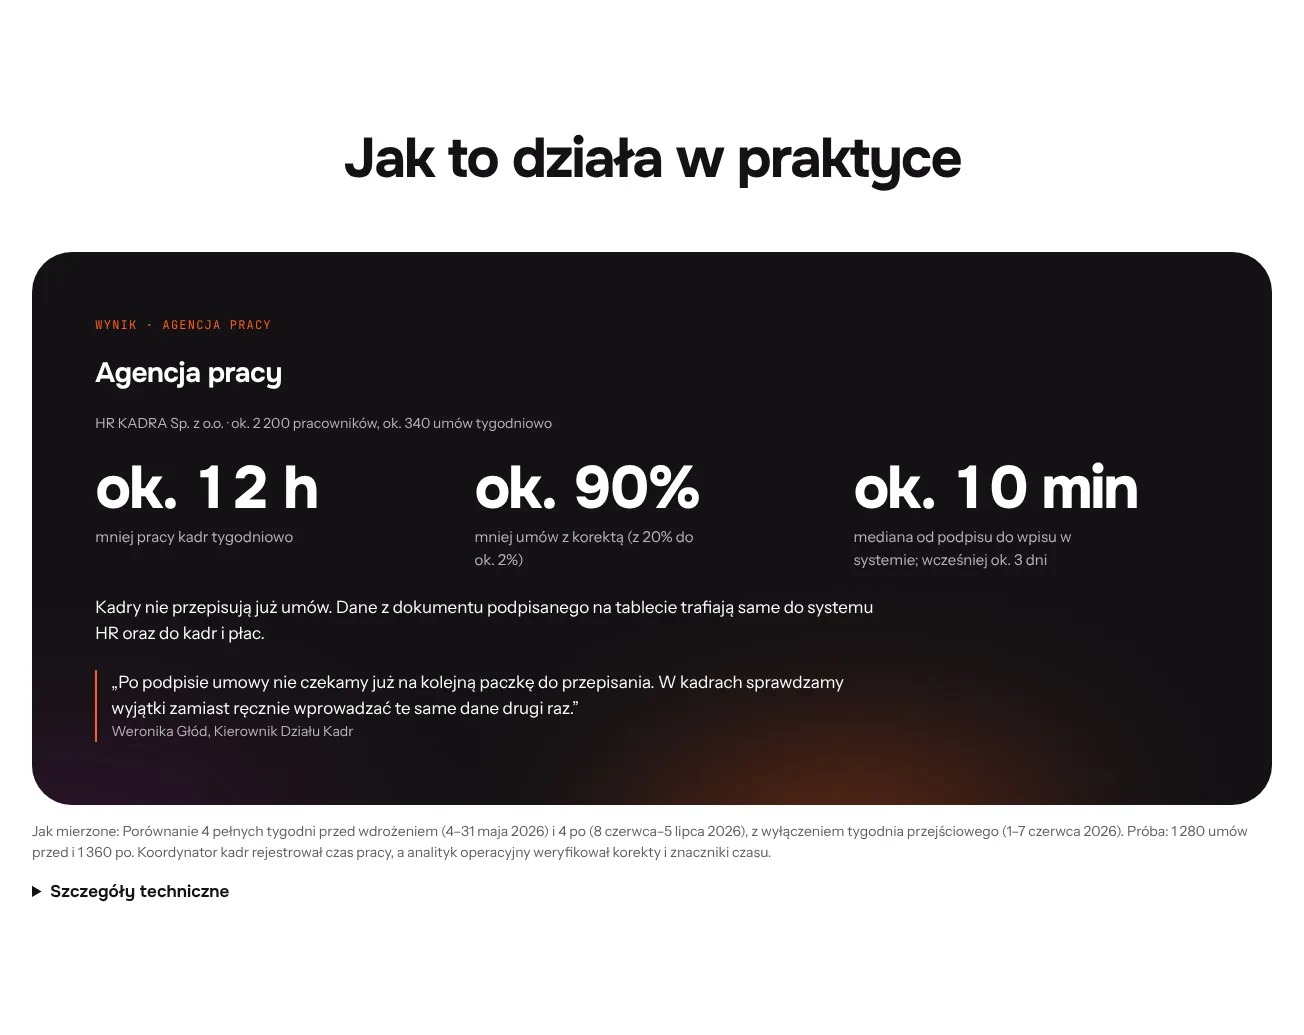 Jak to działa w praktyce
WYNIK · AGENCJA PRACY
Agencja pracy
HR KADRA Sp. z o.o. · ok. 2 200 pracowników, ok. 340 umów tygodniowo
ok. 12 h
mniej pracy kadr tygodniowo
ok. 90%
mniej umów z korektą (z 20% do
ok. 2%)
ok. 10 min
mediana od podpisu do wpisu w
systemie; wcześniej ok. 3 dni
Kadry nie przepisują już umów. Dane z dokumentu podpisanego na tablecie trafiają same do systemu
HR oraz do kadr i płac.
„Po podpisie umowy nie czekamy już na kolejną paczkę do przepisania. W kadrach sprawdzamy
wyjątki zamiast ręcznie wprowadzać te same dane drugi raz.”
Weronika Głód, Kierownik Działu Kadr
Jak mierzone: Porównanie 4 pełnych tygodni przed wdrożeniem (4–31 maja 2026) i 4 po (8 czerwca–5 lipca 2026), z wyłączeniem tygodnia przejściowego (1–7 czerwca 2026). Próba: 1 280 umów
przed i 1 360 po. Koordynator kadr rejestrował czas pracy, a analityk operacyjny weryfikował korekty i znaczniki czasu.
Szczegóły techniczne